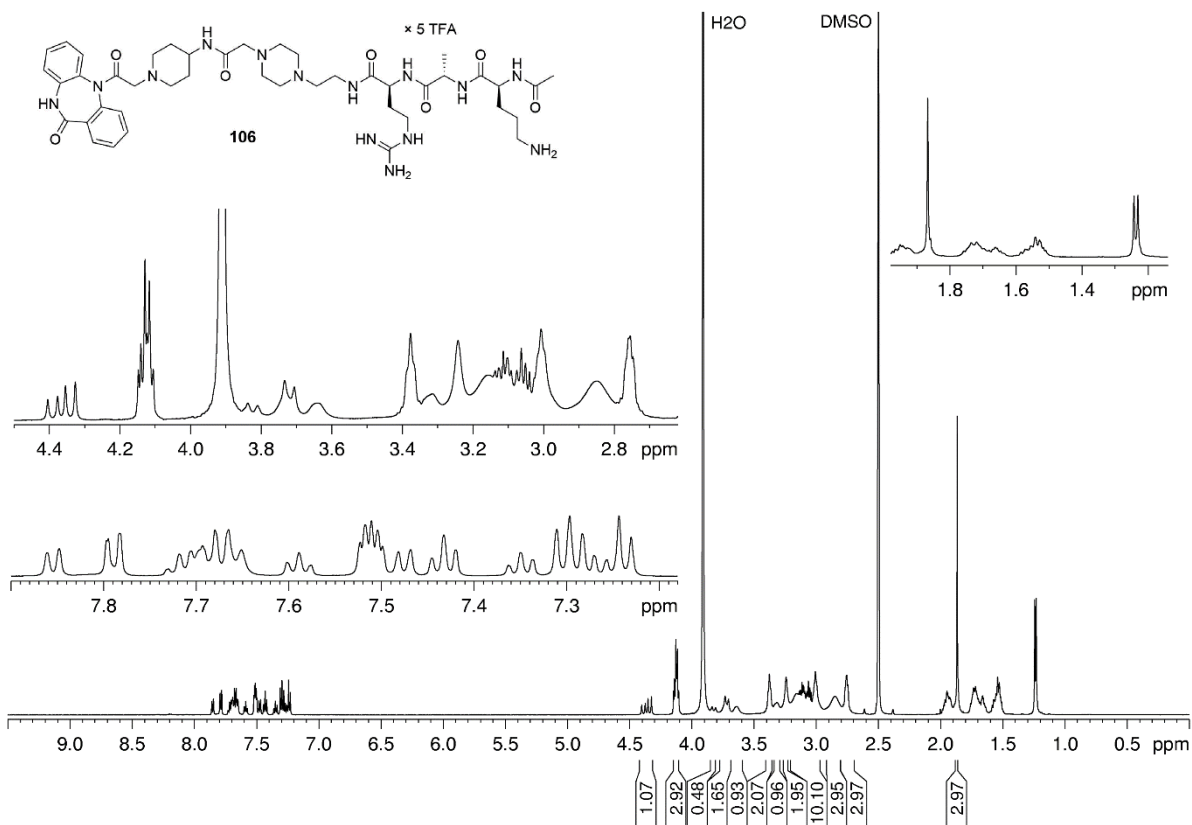 H2O DMSO
× 5 TFA
H
N
O
N
O
N
N
O
N
H
O
H
N
O
N
H
O
H
N
O
N
HN
O
106
HN
NH
NH2
NH2
1.8 1.6 1.4 ppm
4.4 4.2 4.0 3.8 3.6 3.4 3.2 3.0 2.8 ppm
7.8 7.7 7.6 7.5 7.4 7.3 ppm
9.0 8.5 8.0 7.5 7.0 6.5 6.0 5.5 5.0 4.5 4.0 3.5 3.0 2.5 2.0 1.5 1.0 0.5 ppm
1.07 2.92 0.48 1.65 0.93 2.07 0.96 1.95 10.10 2.95 2.97 2.97